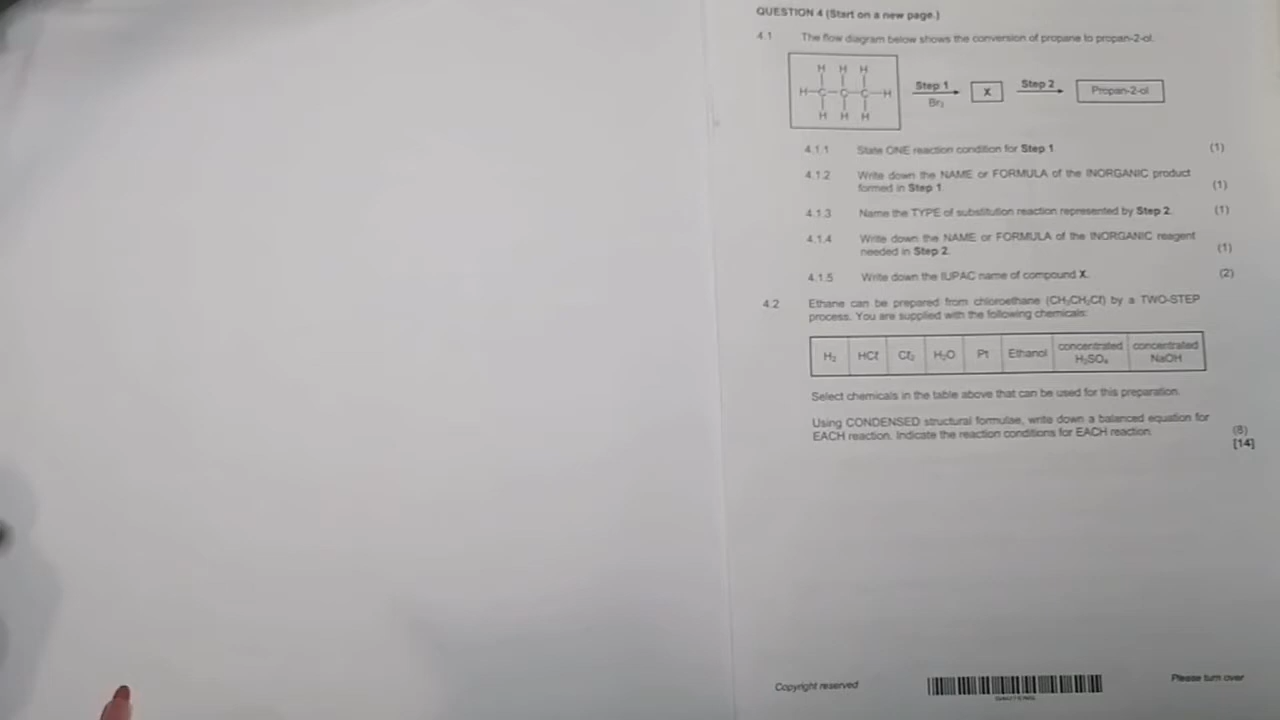 QUESTION 4 (Start on a new page.)
4.1 The flow diagram below shows the conversion of propane to propan-2-ol.
H H H
H—C—C—C—H
H H H
Step 1
Br₂
X
Step 2
Propan-2-ol
4.1.1 State ONE reaction condition for Step 1. (1)
4.1.2 Write down the NAME or FORMULA of the INORGANIC product
formed in Step 1. (1)
4.1.3 Name the TYPE of substitution reaction represented by Step 2. (1)
4.1.4 Write down the NAME or FORMULA of the INORGANIC reagent
needed in Step 2. (1)
4.1.5 Write down the IUPAC name of compound X. (2)
4.2 Ethane can be prepared from chloroethane (CH₃CH₂Cℓ) by a TWO-STEP
process. You are supplied with the following chemicals:
H₂ HCℓ Cℓ₂ H₂O Pt Ethanol concentrated H₂SO₄ concentrated NaOH
Select chemicals in the table above that can be used for this preparation.
Using CONDENSED structural formulae, write down a balanced equation for
EACH reaction. Indicate the reaction conditions for EACH reaction. (8)
[14]
Copyright reserved
Please turn over